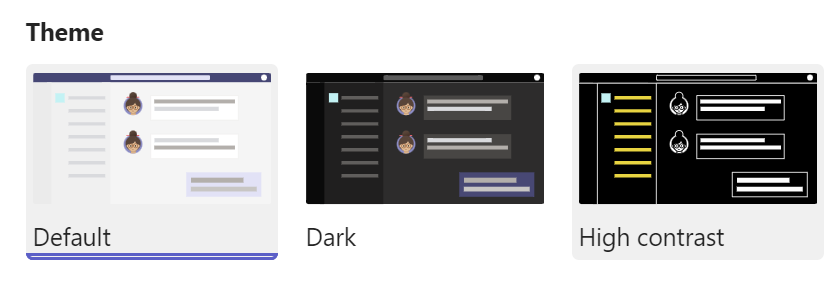 Theme
Default
Dark
High contrast